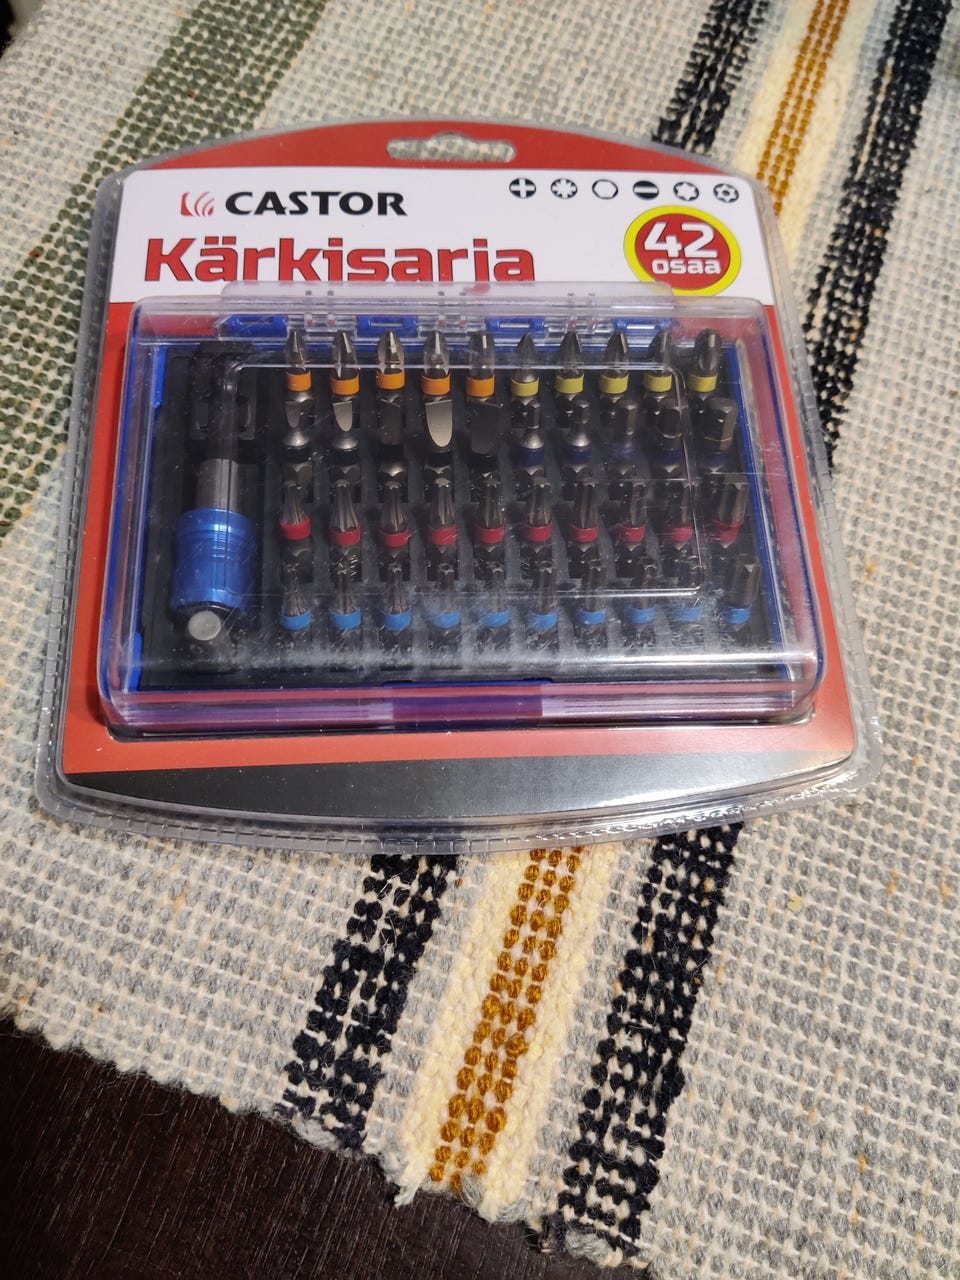 CASTOR
Kärkisarja
42
osaa